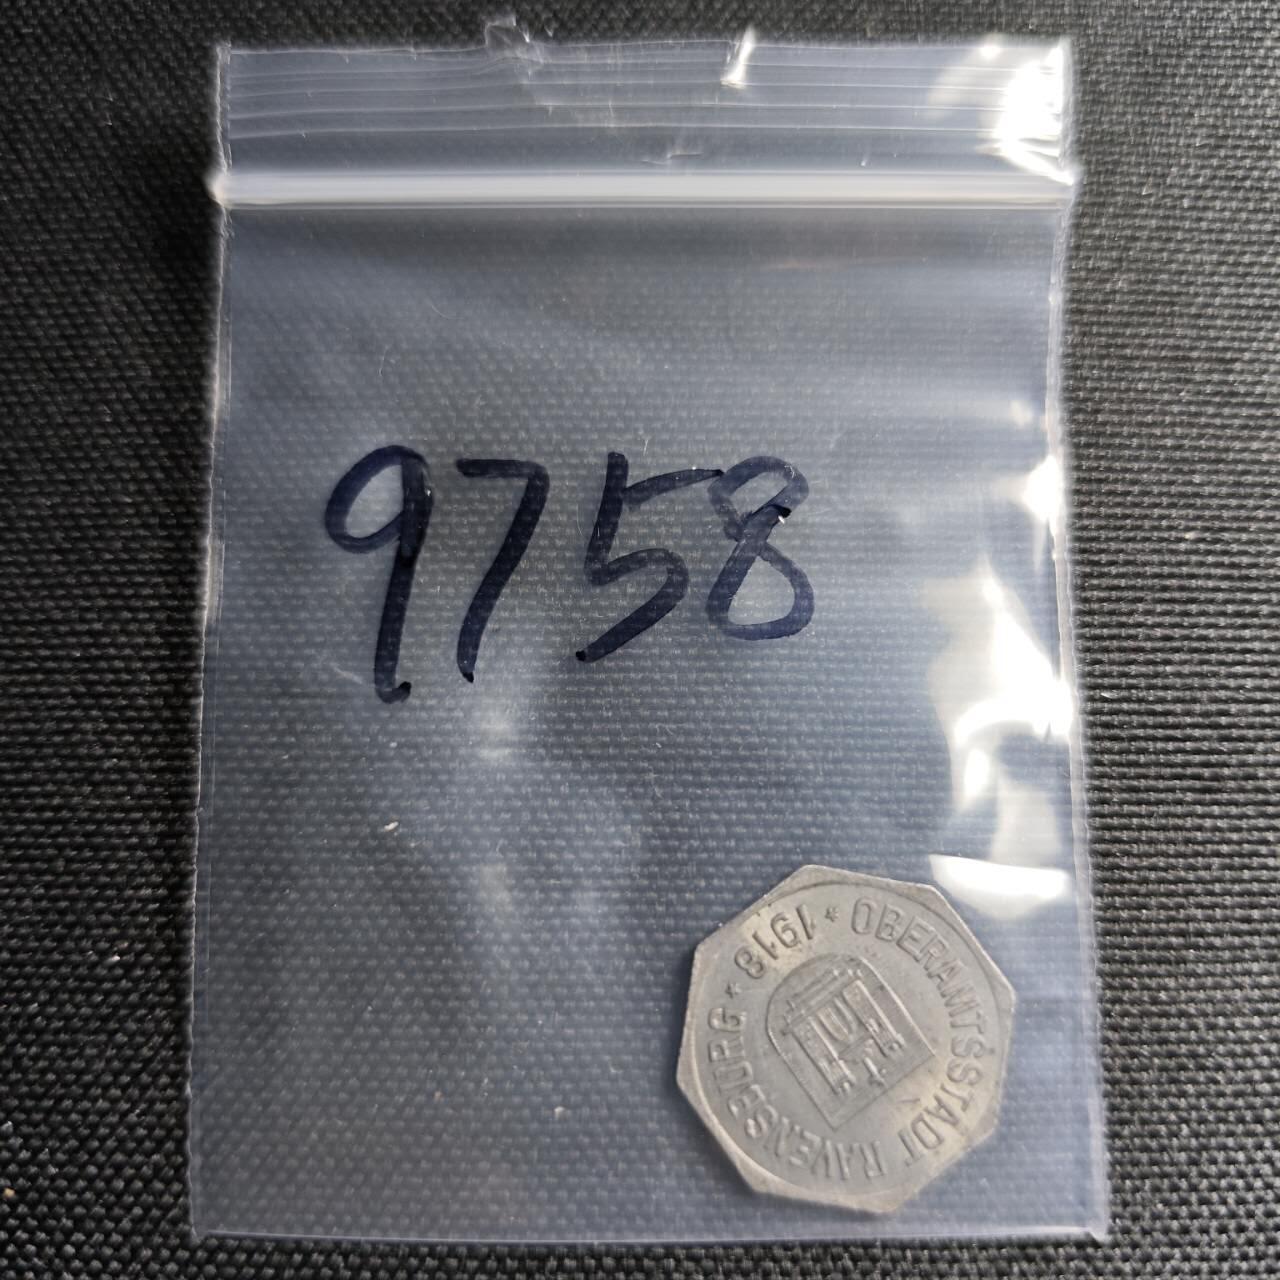 9758
OBERAMTSSTADT RAVENSBURG * 1918 *